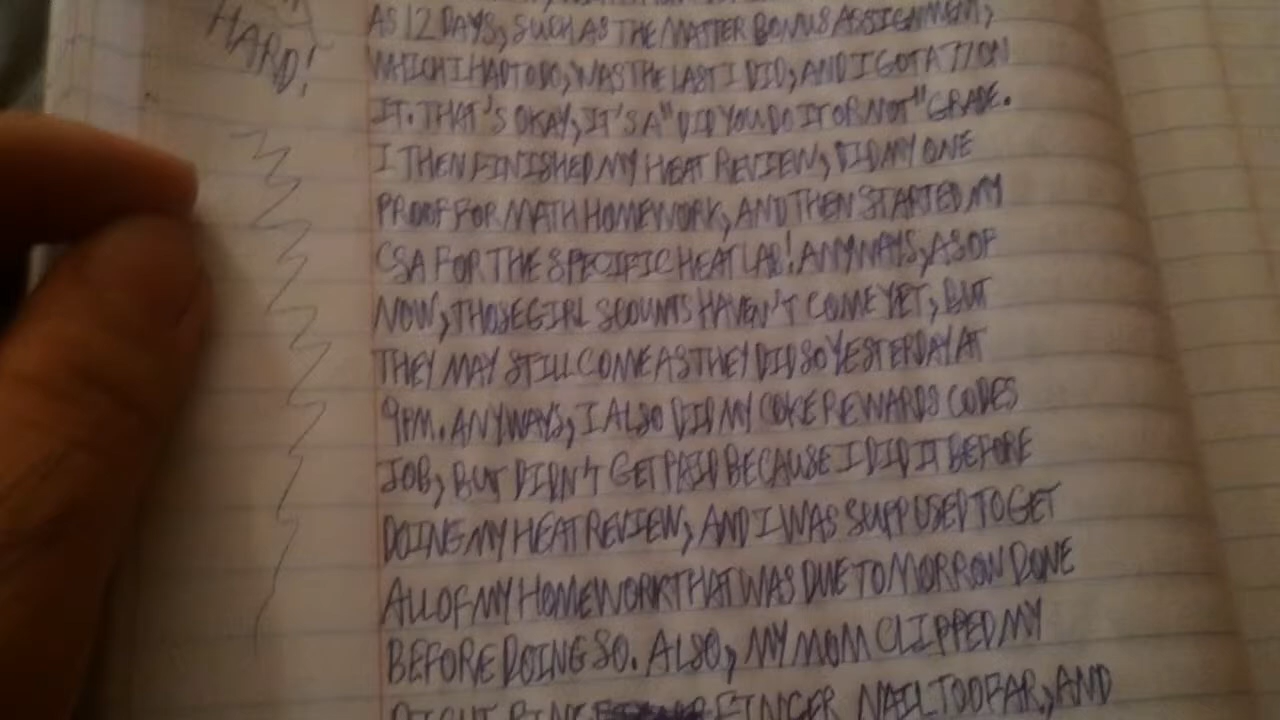 HARD!
AS 12 DAYS, SUCH AS THE MATTER BONUS ASSIGNMENT,
WHICH I HAD TO DO, WAS THE LAST I DID, AND I GOT A 77 ON
IT. THAT'S OKAY, IT'S A "DID YOU DO IT OR NOT" GRADE.
I THEN FINISHED MY HEAT REVIEW, DID MY ONE
PROOF FOR MATH HOMEWORK, AND THEN STARTED MY
CSA FOR THE SPECIFIC HEAT LAB! ANYWAYS, AS OF
NOW, THOSE GIRL SCOUNTS HAVEN'T COME YET, BUT
THEY MAY STILL COME AS THEY DID SO YESTERDAY AT
9PM. ANYWAYS, I ALSO DID MY COKE REWARDS CODES
JOB, BUT DIDN'T GET PAID BECAUSE I DID IT BEFORE
DOING MY HEAT REVIEW, AND I WAS SUPPOSED TO GET
ALL OF MY HOMEWORK THAT WAS DUE TOMORROW DONE
BEFORE DOING SO. ALSO, MY MOM CLIPPED MY
RIGHT FINGER NAIL TOO FAR, AND